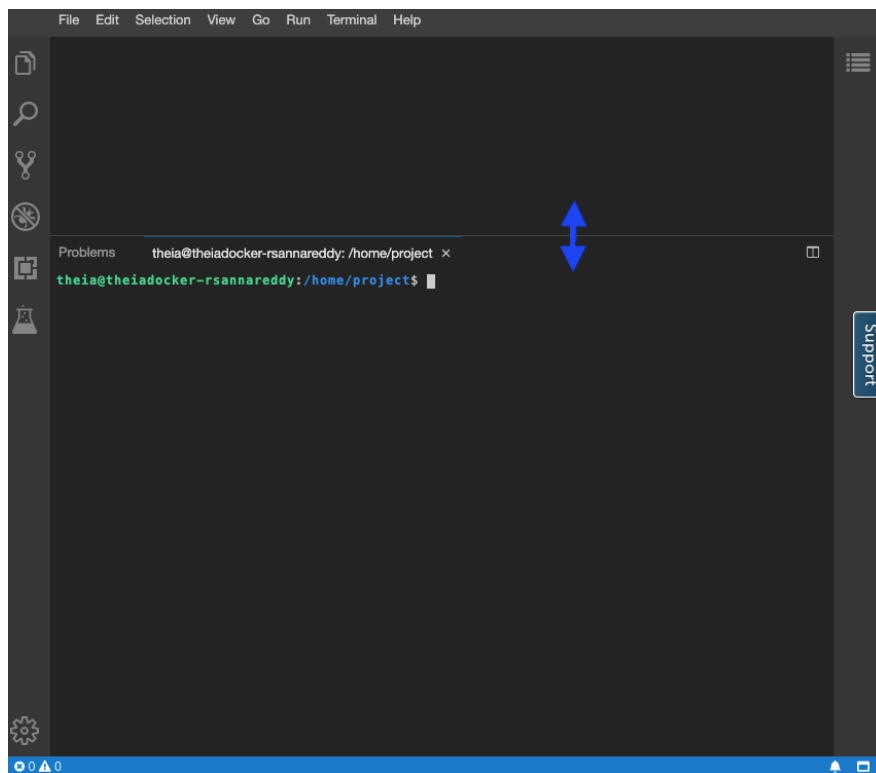 File Edit Selection View Go Run Terminal Help
Problems theia@theiadocker-rsannareddy: /home/project ×
theia@theiadocker-rsannareddy:/home/project$
Support
0 0